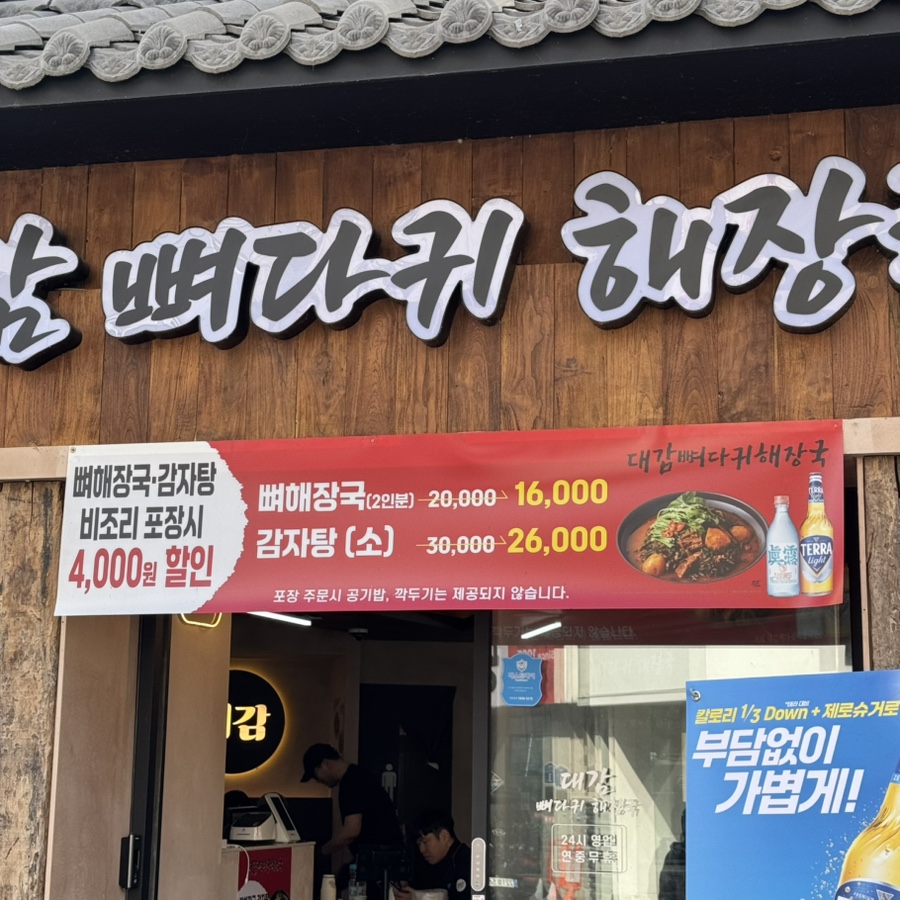 감 뼈다귀 해장
뼈해장국·감자탕
비조리 포장시
4,000원 할인
대감뼈다귀해장국
뼈해장국(2인분) 20,000 16,000
감자탕 (소) 30,000 26,000
포장 주문시 공기밥, 깍두기는 제공되지 않습니다.
眞露
TERRA
light
감
대감
뼈다귀 해장국
24시 영업
연중무휴
칼로리 1/3 Down + 제로슈거로
부담없이
가볍게!